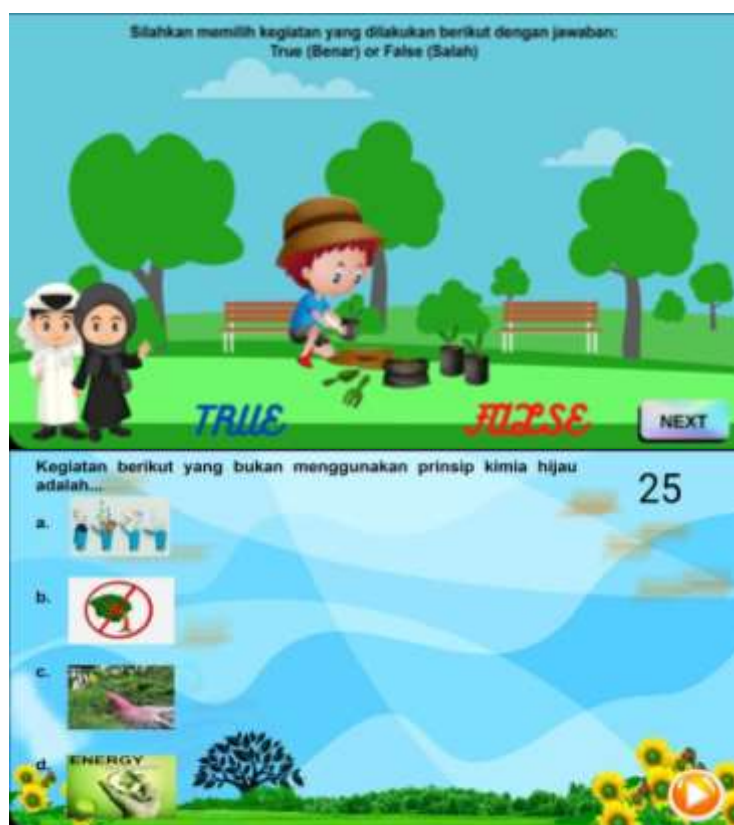 Silahkan memilih kegiatan yang dilakukan berikut dengan jawaban:
True (Benar) or False (Salah)
TRUE
FALSE
NEXT
Kegiatan berikut yang bukan menggunakan prinsip kimia hijau
adalah...
25
a.
b.
c.
d.
ENERGY